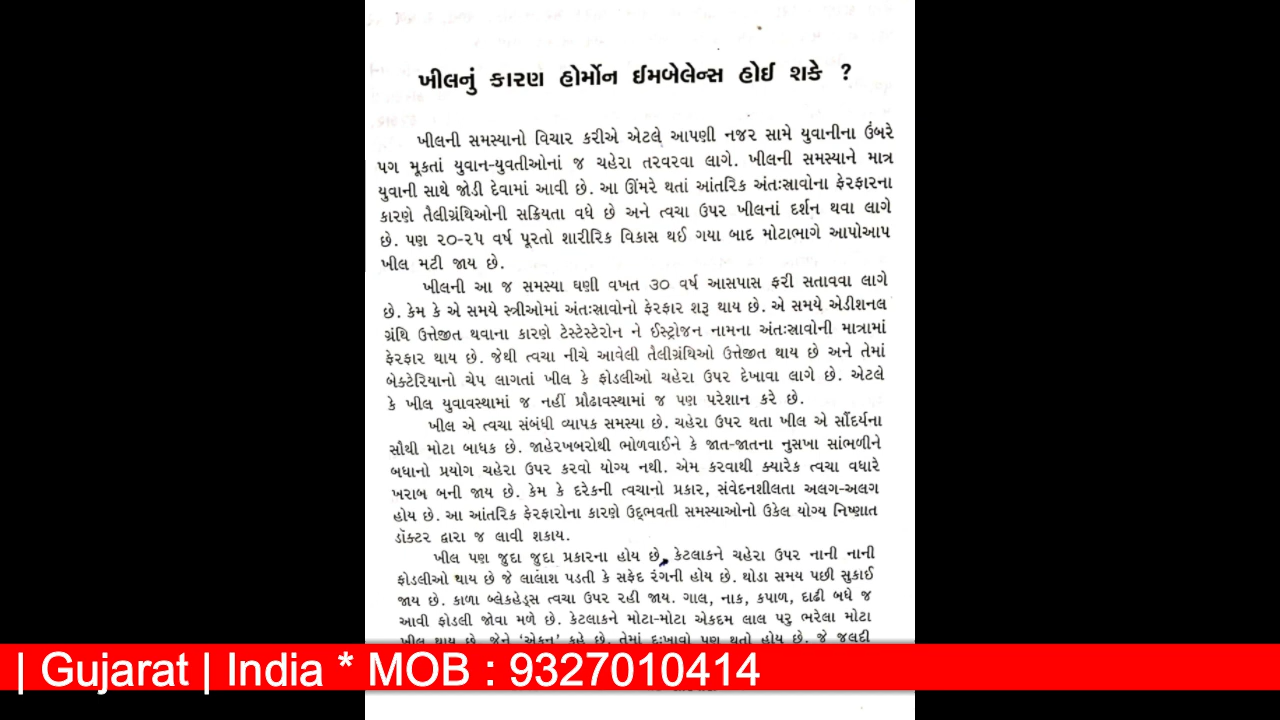 ખીલનું કારણ હોર્મોન ઈમબેલેન્સ હોઈ શકે ?
ખીલની સમસ્યાનો વિચાર કરીએ એટલે આપણી નજર સામે યુવાનીના ઉંબરે
પગ મૂકતાં યુવાન-યુવતીઓનાં જ ચહેરા તરવરવા લાગે. ખીલની સમસ્યાને માત્ર
યુવાની સાથે જોડી દેવામાં આવી છે. આ ઊંમરે થતાં આંતરિક અંતઃસ્રાવોના ફેરફારના
કારણે તૈલીગ્રંથિઓની સક્રિયતા વધે છે અને ત્વચા ઉપર ખીલનાં દર્શન થવા લાગે
છે. પણ ૨૦-૨૫ વર્ષ પૂરતો શારીરિક વિકાસ થઈ ગયા બાદ મોટાભાગે આપોઆપ
ખીલ મટી જાય છે.
ખીલની આ જ સમસ્યા ઘણી વખત ૩૦ વર્ષ આસપાસ ફરી સતાવવા લાગે
છે. કેમ કે એ સમયે સ્ત્રીઓમાં અંતઃસ્રાવોનો ફેરફાર શરૂ થાય છે. એ સમયે એડીશનલ
ગ્રંથિ ઉત્તેજીત થવાના કારણે ટેસ્ટેસ્ટેરોન ને ઈસ્ટ્રોજન નામના અંતઃસ્રાવોની માત્રામાં
ફેરફાર થાય છે. જેથી ત્વચા નીચે આવેલી તૈલીગ્રંથિઓ ઉત્તેજીત થાય છે અને તેમાં
બેક્ટેરિયાનો ચેપ લાગતાં ખીલ કે ફોડલીઓ ચહેરા ઉપર દેખાવા લાગે છે. એટલે
કે ખીલ યુવાવસ્થામાં જ નહીં પ્રૌઢાવસ્થામાં જ પણ પરેશાન કરે છે.
ખીલ એ ત્વચા સંબંધી વ્યાપક સમસ્યા છે. ચહેરા ઉપર થતા ખીલ એ સૌંદર્યના
સૌથી મોટા બાધક છે. જાહેરખબરોથી ભોળવાઈને કે જાત-જાતના નુસખા સાંભળીને
બધાનો પ્રયોગ ચહેરા ઉપર કરવો યોગ્ય નથી. એમ કરવાથી ક્યારેક ત્વચા વધારે
ખરાબ બની જાય છે. કેમ કે દરેકની ત્વચાનો પ્રકાર, સંવેદનશીલતા અલગ-અલગ
હોય છે. આ આંતરિક ફેરફારોના કારણે ઉદ્ભવતી સમસ્યાઓનો ઉકેલ યોગ્ય નિષ્ણાત
ડૉક્ટર દ્વારા જ લાવી શકાય.
ખીલ પણ જુદા જુદા પ્રકારના હોય છે. કેટલાકને ચહેરા ઉપર નાની નાની
ફોડલીઓ થાય છે જે લાલાશ પડતી કે સફેદ રંગની હોય છે. થોડા સમય પછી સુકાઈ
જાય છે. કાળા બ્લેકહેડ્સ ત્વચા ઉપર રહી જાય. ગાલ, નાક, કપાળ, દાઢી બધે જ
આવી ફોડલી જોવા મળે છે. કેટલાકને મોટા-મોટા એકદમ લાલ પરુ ભરેલા મોટા
ખીલ થાય છે. જેને ‘એકન’ કહે છે. તેમાં દુઃખાવો પણ થતો હોય છે. જે જલદી
| Gujarat | India * MOB : 9327010414